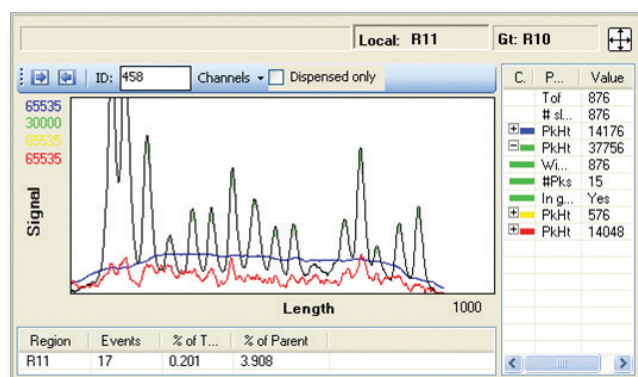 Local: R11
Gt: R10
ID: 458 Channels Dispensed only
65535
30000
65535
65535
Signal
Length
1000
C. P... Value
Tof 876
# sl... 876
PkHt 14176
PkHt 37756
Wi... 876
#Pks 15
In g... Yes
PkHt 576
PkHt 14048
Region Events % of T... % of Parent
R11 17 0.201 3.908